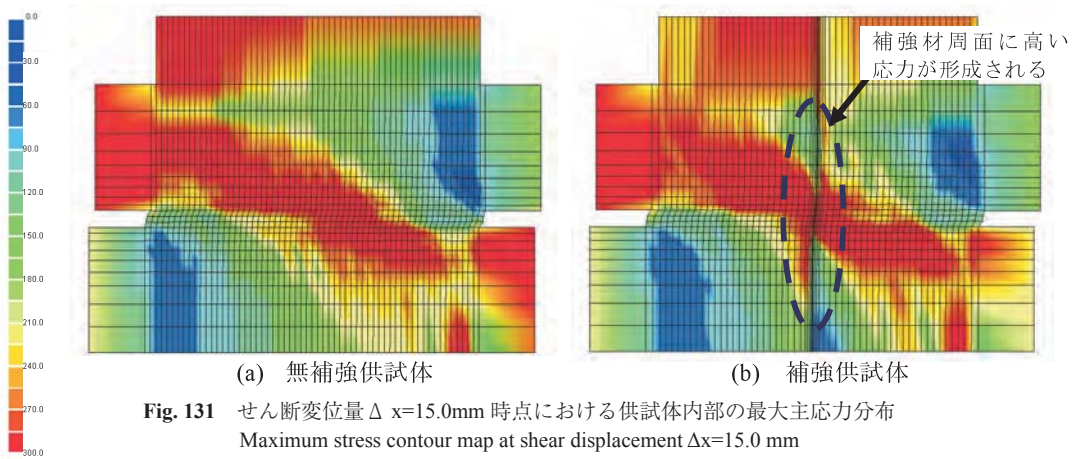 0.0
30.0
60.0
90.0
120.0
150.0
180.0
210.0
240.0
270.0
300.0
補強材周面に高い
応力が形成される
(a) 無補強供試体
(b) 補強供試体
Fig. 131 せん断変位量 Δ x=15.0mm 時点における供試体内部の最大主応力分布
Maximum stress contour map at shear displacement Δx=15.0 mm